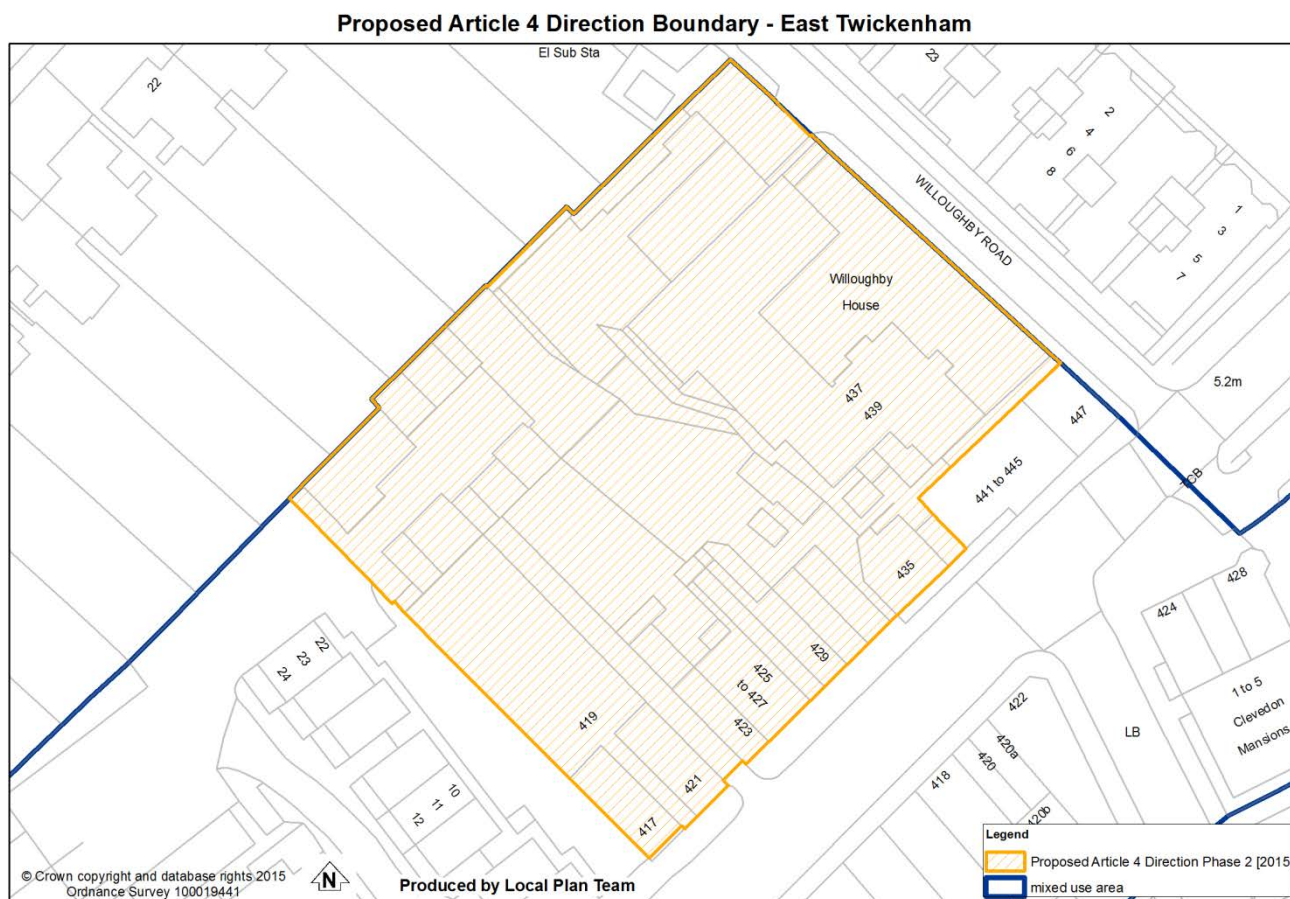 Proposed Article 4 Direction Boundary - East Twickenham
El Sub Sta
22
23
2
4
6
8
WILLOUGHBY ROAD
1
3
5
7
Willoughby
House
5.2m
437
439
447
441 to 445
435
424
428
429
425
to 427
423
1 to 5
Clevedon
Mansions
22
23
24
419
422
420a
420
418
420b
LB
421
417
10
11
12
Legend
Proposed Article 4 Direction Phase 2 [2015
mixed use area
© Crown copyright and database rights 2015
Ordnance Survey 100019441
N
Produced by Local Plan Team